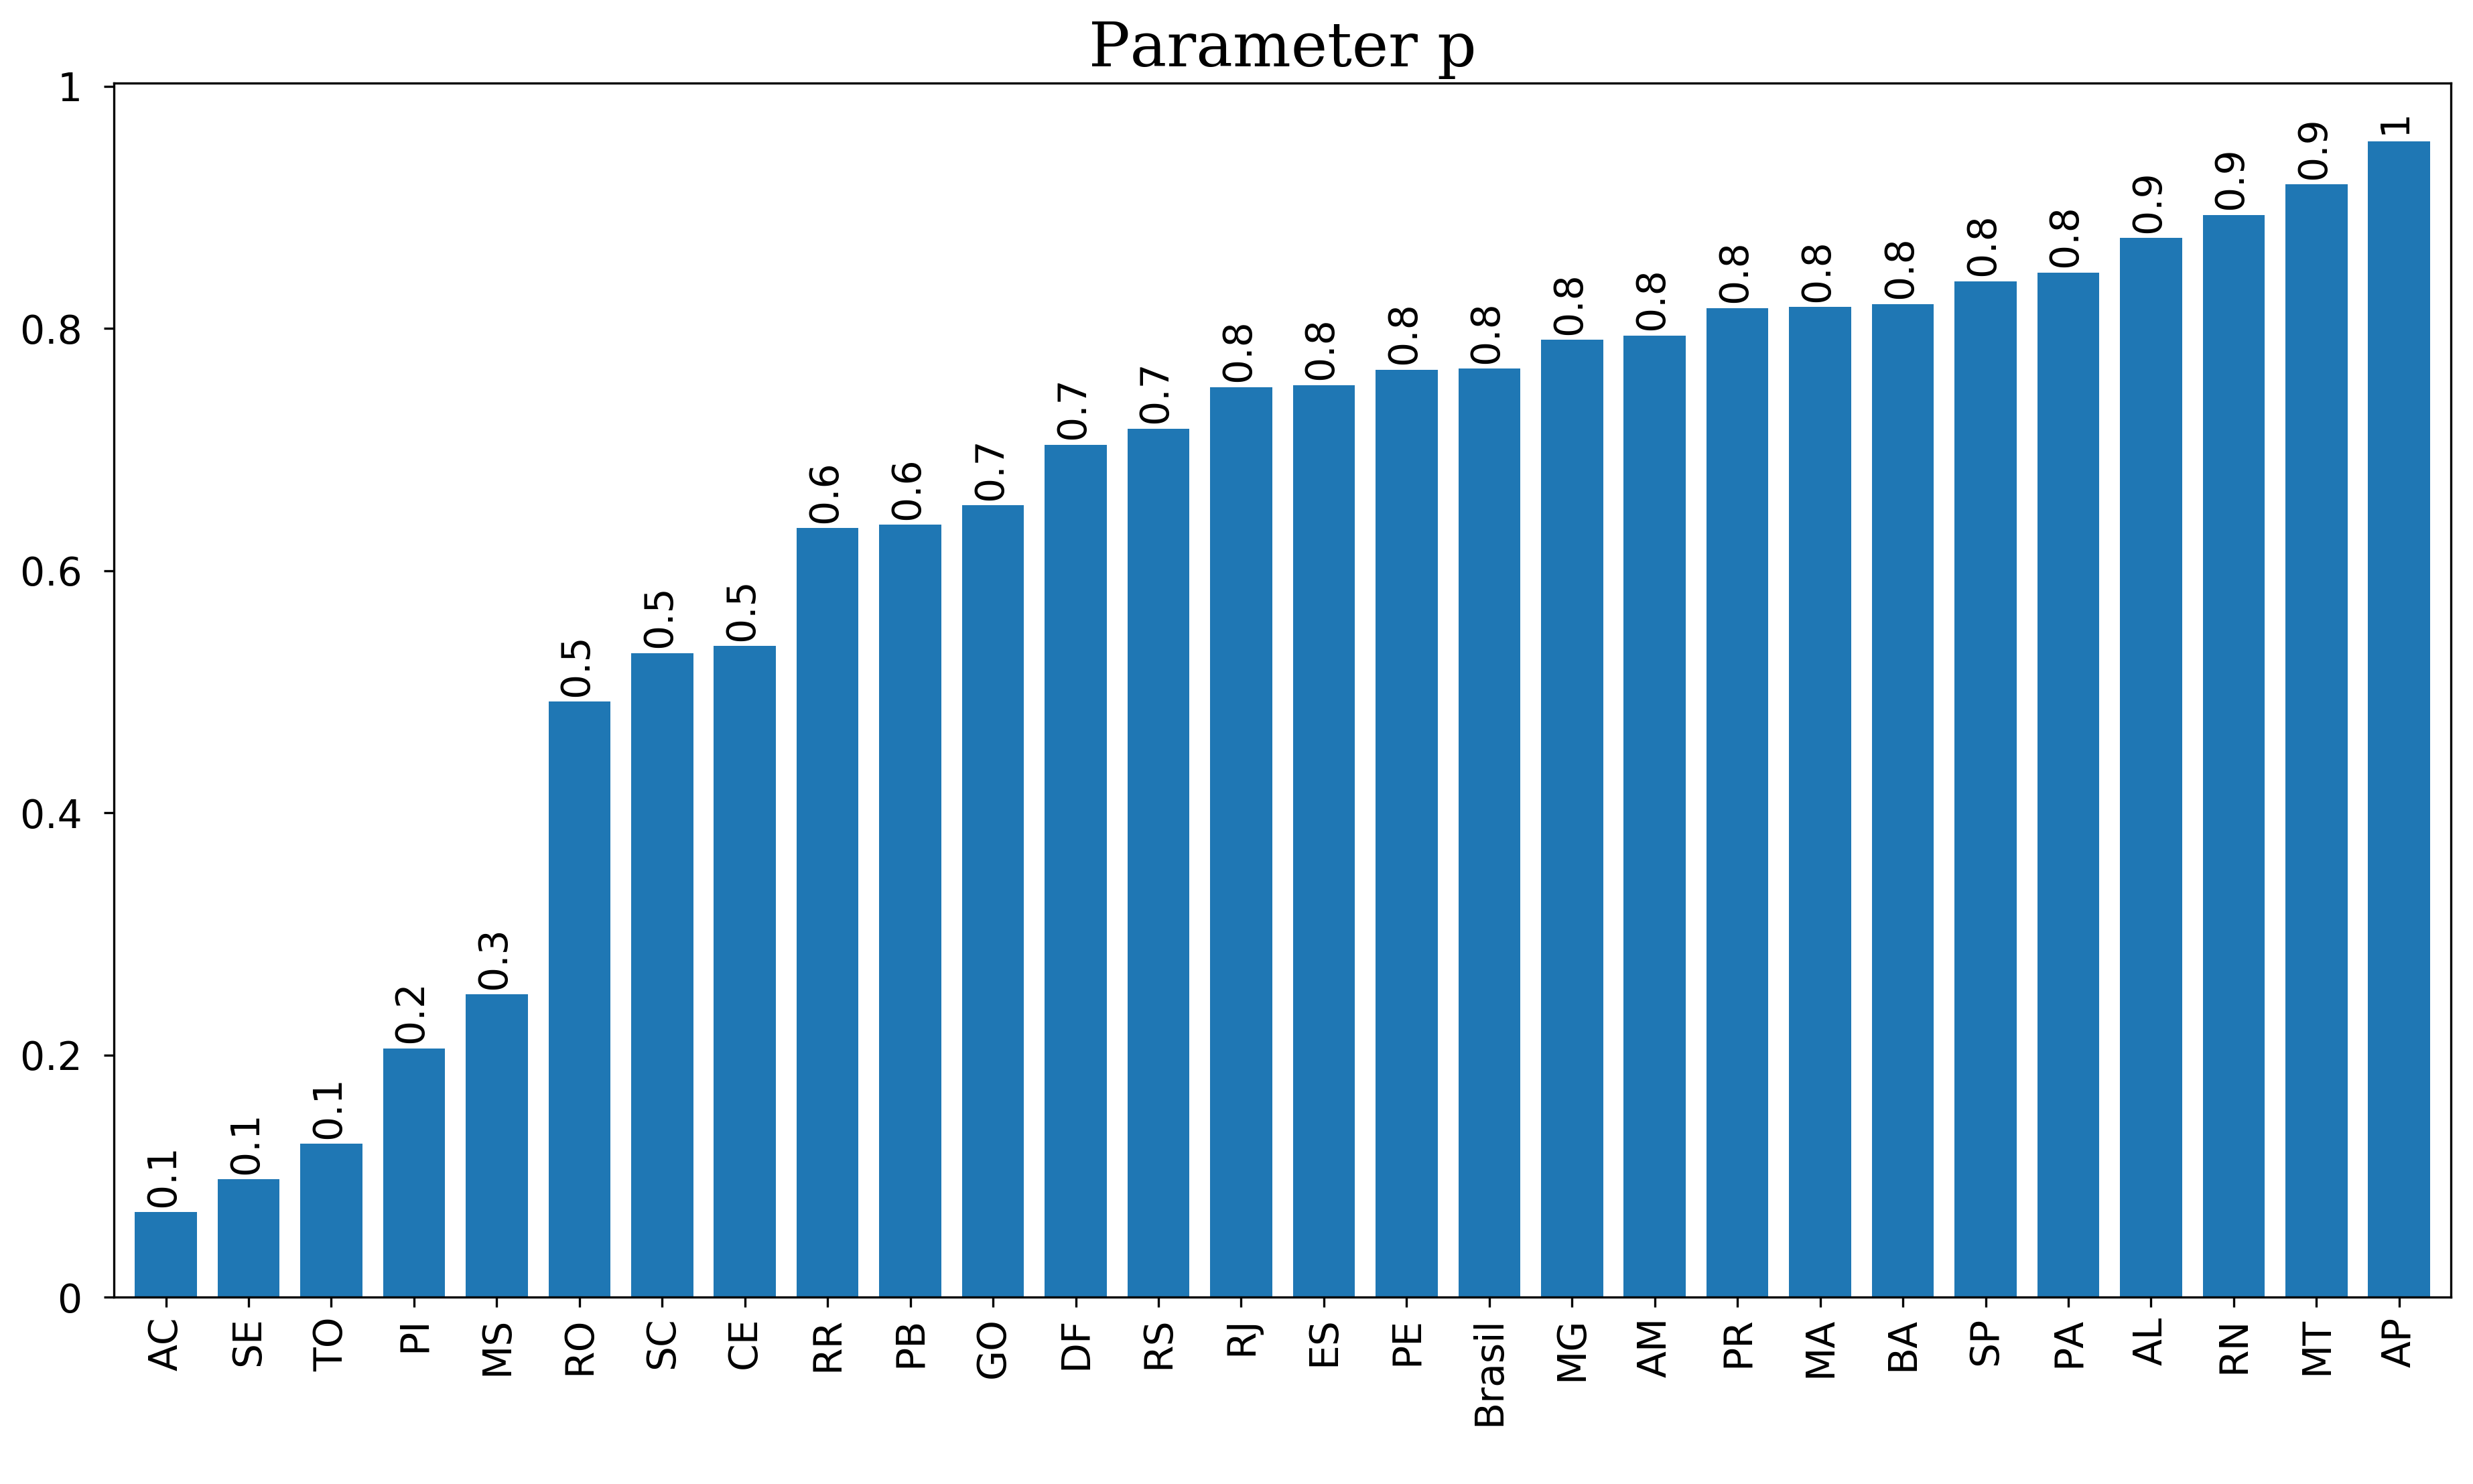 Parameter p
1
0.8
0.6
0.4
0.2
0
0.1
0.1
0.1
0.2
0.3
0.5
0.5
0.5
0.6
0.6
0.7
0.7
0.7
0.8
0.8
0.8
0.8
0.8
0.8
0.8
0.8
0.8
0.8
0.8
0.9
0.9
0.9
1
AC
SE
TO
PI
MS
RO
SC
CE
RR
PB
GO
DF
RS
RJ
ES
PE
Brasil
MG
AM
PR
MA
BA
SP
PA
AL
RN
MT
AP